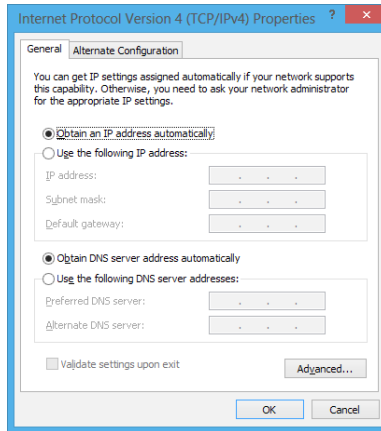 Internet Protocol Version 4 (TCP/IPv4) Properties ? ×
General Alternate Configuration
You can get IP settings assigned automatically if your network supports
this capability. Otherwise, you need to ask your network administrator
for the appropriate IP settings.
Obtain an IP address automatically
Use the following IP address:
IP address: . . .
Subnet mask: . . .
Default gateway: . . .
Obtain DNS server address automatically
Use the following DNS server addresses:
Preferred DNS server: . . .
Alternate DNS server: . . .
Validate settings upon exit
Advanced...
OK Cancel